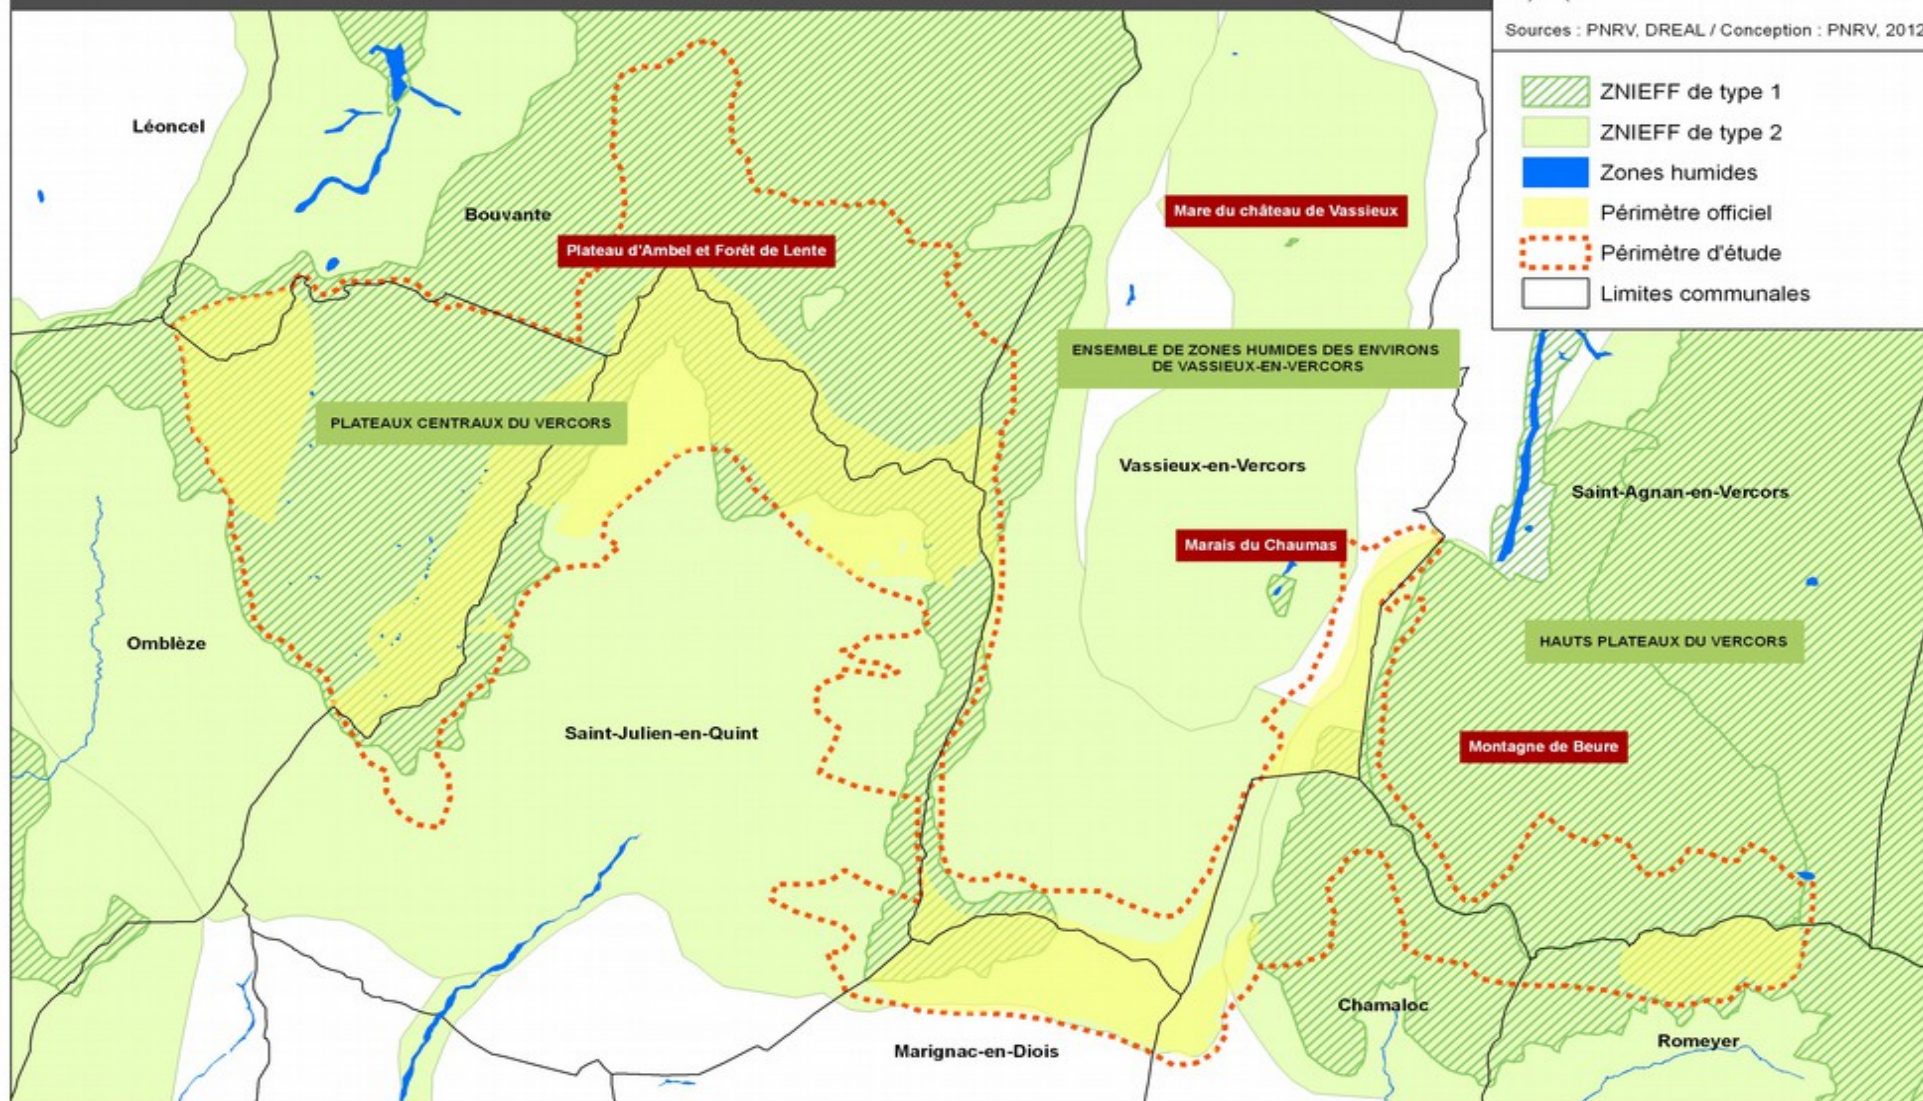 Sources : PNRV, DREAL / Conception : PNRV, 2012
ZNIEFF de type 1
ZNIEFF de type 2
Zones humides
Périmètre officiel
Périmètre d'étude
Limites communales
Léoncel
Bouvante
Mare du château de Vassieux
Plateau d'Ambel et Forêt de Lente
ENSEMBLE DE ZONES HUMIDES DES ENVIRONS
DE VASSIEUX-EN-VERCORS
PLATEAUX CENTRAUX DU VERCORS
Vassieux-en-Vercors
Saint-Agnan-en-Vercors
Marais du Chaumas
Omblèze
HAUTS PLATEAUX DU VERCORS
Saint-Julien-en-Quint
Montagne de Beure
Chamaloc
Marignac-en-Diois
Romeyer